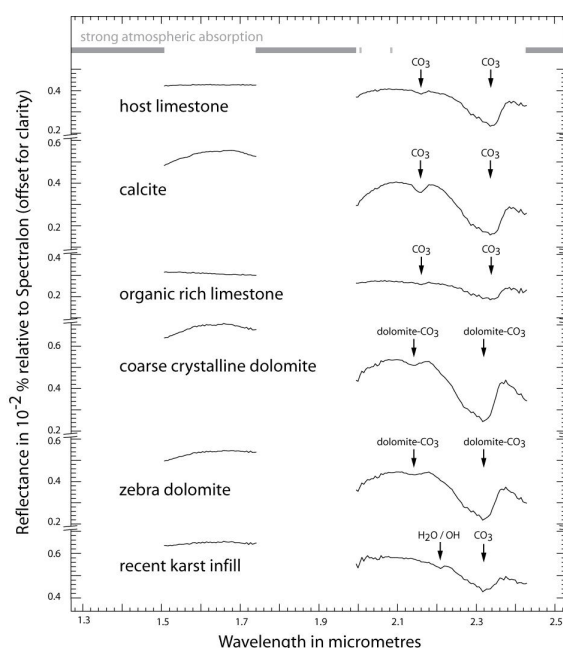 strong atmospheric absorption
Reflectance in 10⁻² % relative to Spectralon (offset for clarity)
CO₃ CO₃
0.4
host limestone
0.2
0.6
CO₃ CO₃
0.4
calcite
0.2
0.4
CO₃ CO₃
0.2
organic rich limestone
0.6
dolomite-CO₃ dolomite-CO₃
coarse crystalline dolomite
0.4
0.2
0.6
dolomite-CO₃ dolomite-CO₃
0.4
zebra dolomite
0.2
H₂O / OH CO₃
0.6
recent karst infill
0.4
1.3 1.5 1.7 1.9 2.1 2.3 2.5
Wavelength in micrometres